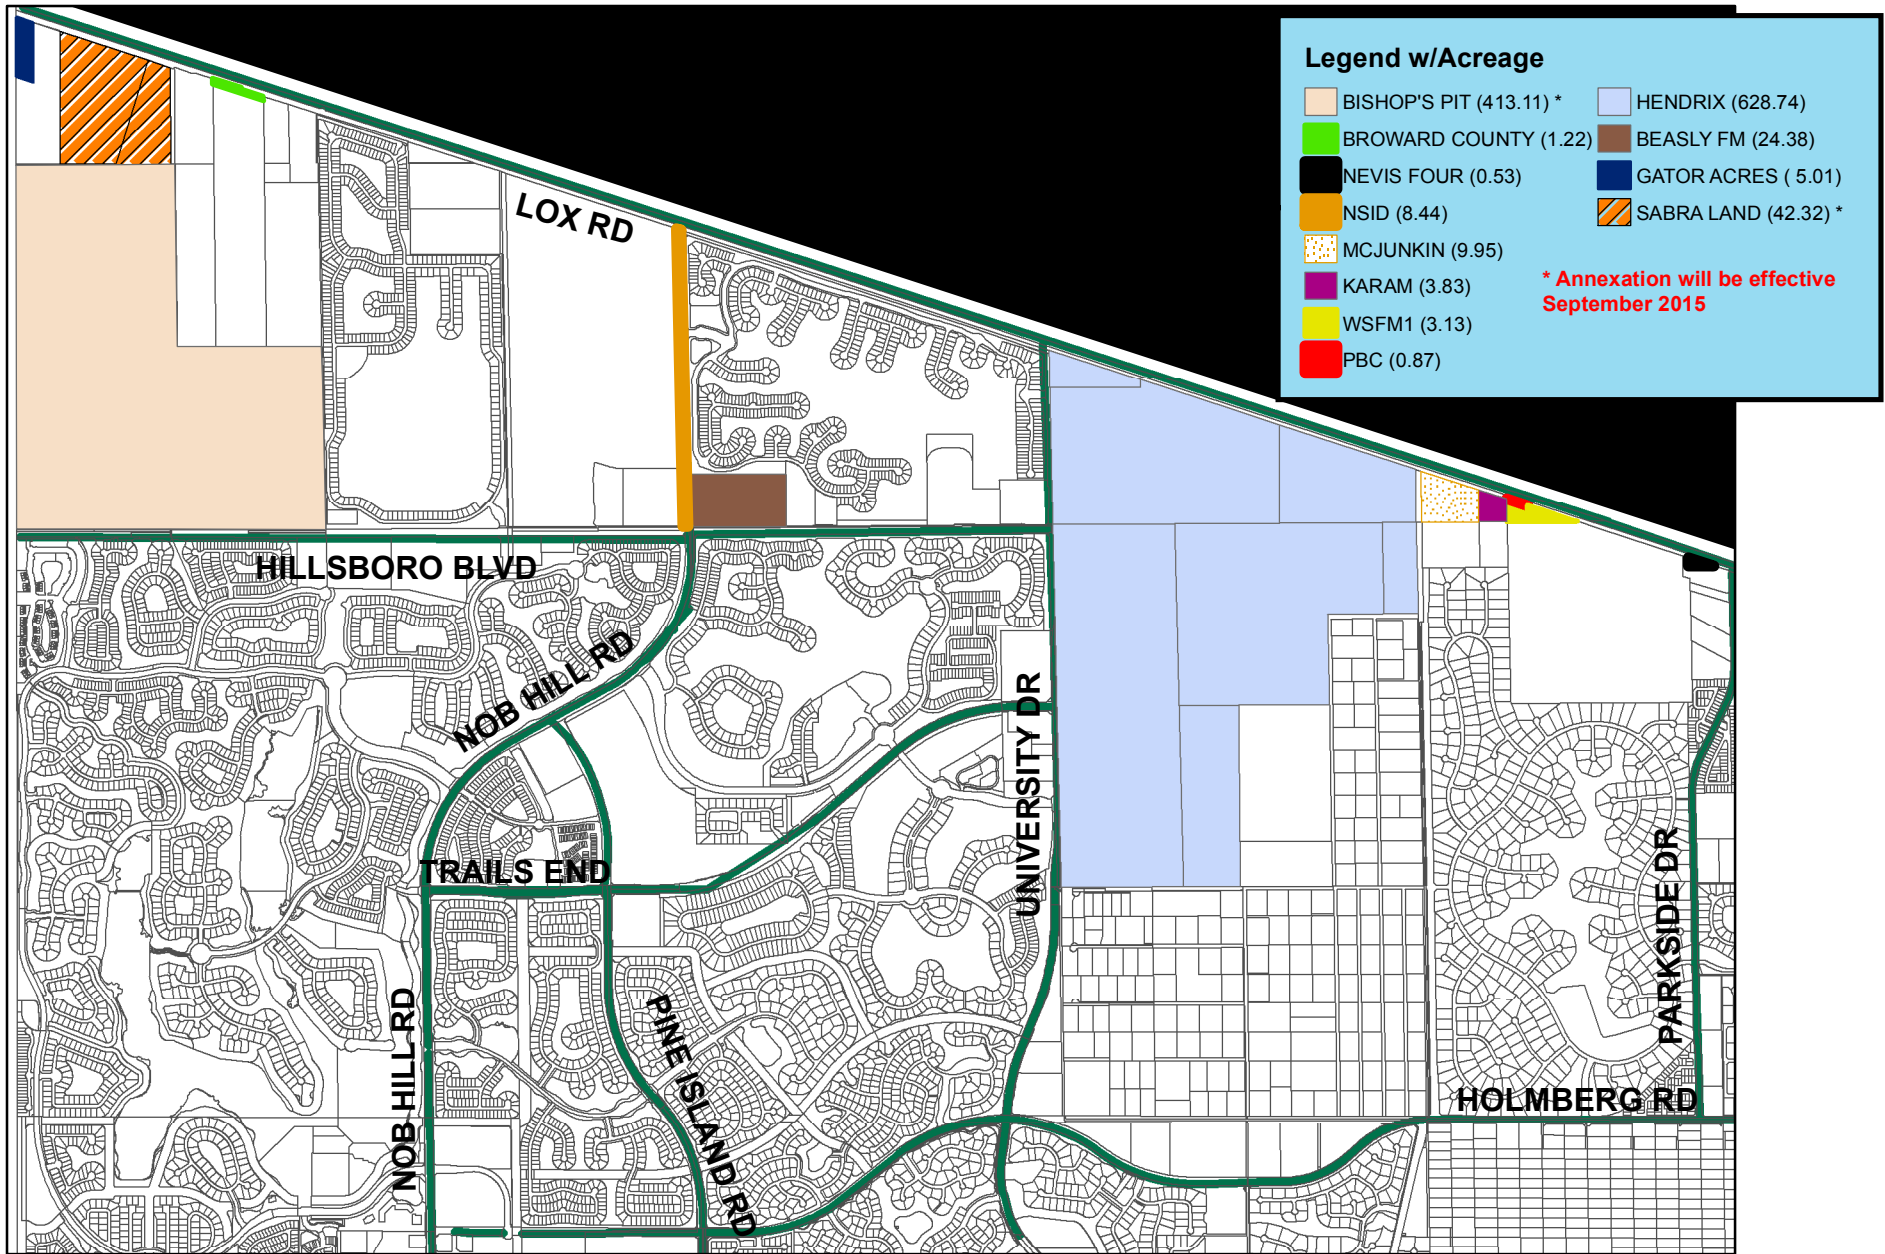 Legend w/Acreage
BISHOP'S PIT (413.11) *
BROWARD COUNTY (1.22)
NEVIS FOUR (0.53)
NSID (8.44)
MCJUNKIN (9.95)
KARAM (3.83)
WSFM1 (3.13)
PBC (0.87)
HENDRIX (628.74)
BEASLY FM (24.38)
GATOR ACRES ( 5.01)
SABRA LAND (42.32) *
* Annexation will be effective
September 2015
LOX RD
HILLSBORO BLVD
NOB HILL RD
UNIVERSITY DR
TRAILS END
PARKSIDE DR
NOB HILL RD
PINE ISLAND RD
HOLMBERG RD